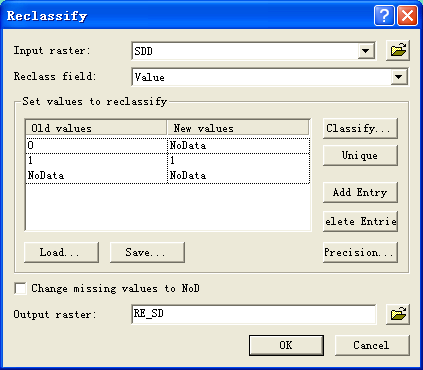 Reclassify
Input raster: SDD
Reclass field: Value
Set values to reclassify
Old values New values
0 NoData
1 1
NoData NoData
Classify...
Unique
Add Entry
elete Entrie
Load... Save... Precision...
Change missing values to NoD
Output raster: RE_SD
OK Cancel